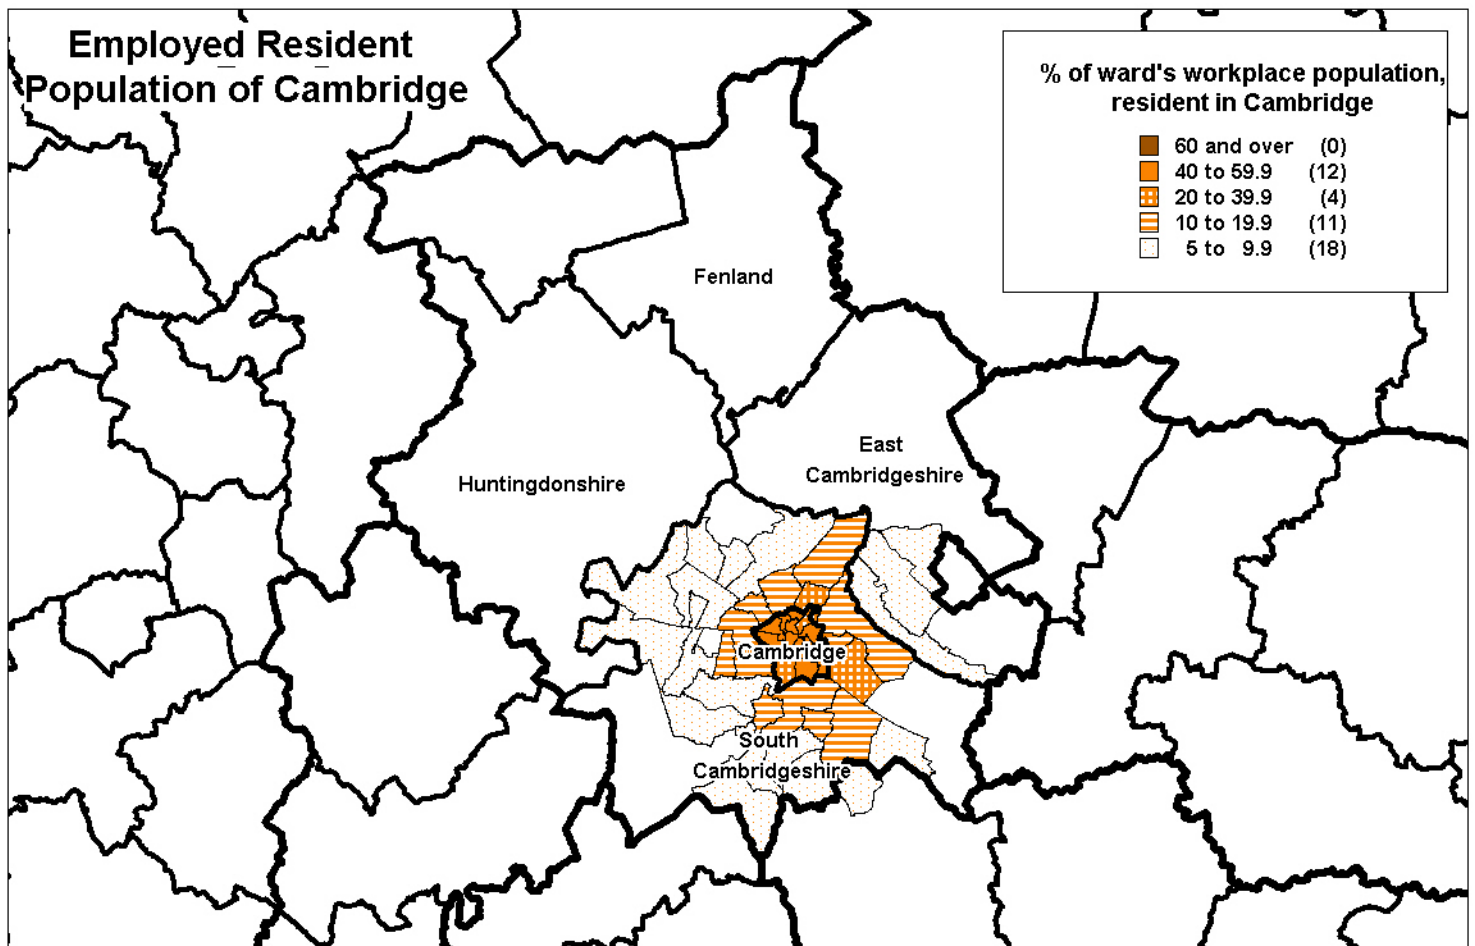 Employed Resident
Population of Cambridge
% of ward's workplace population,
resident in Cambridge
60 and over (0)
40 to 59.9 (12)
20 to 39.9 (4)
10 to 19.9 (11)
5 to 9.9 (18)
Fenland
East
Cambridgeshire
Huntingdonshire
Cambridge
South
Cambridgeshire